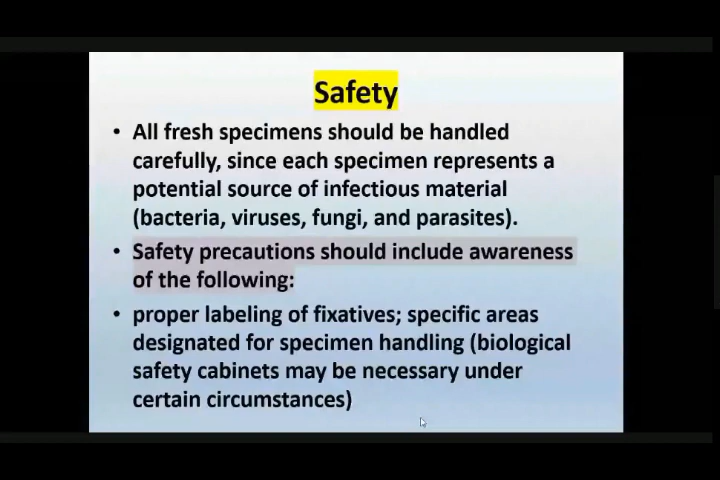 Safety
• All fresh specimens should be handled
carefully, since each specimen represents a
potential source of infectious material
(bacteria, viruses, fungi, and parasites).
• Safety precautions should include awareness
of the following:
• proper labeling of fixatives; specific areas
designated for specimen handling (biological
safety cabinets may be necessary under
certain circumstances)